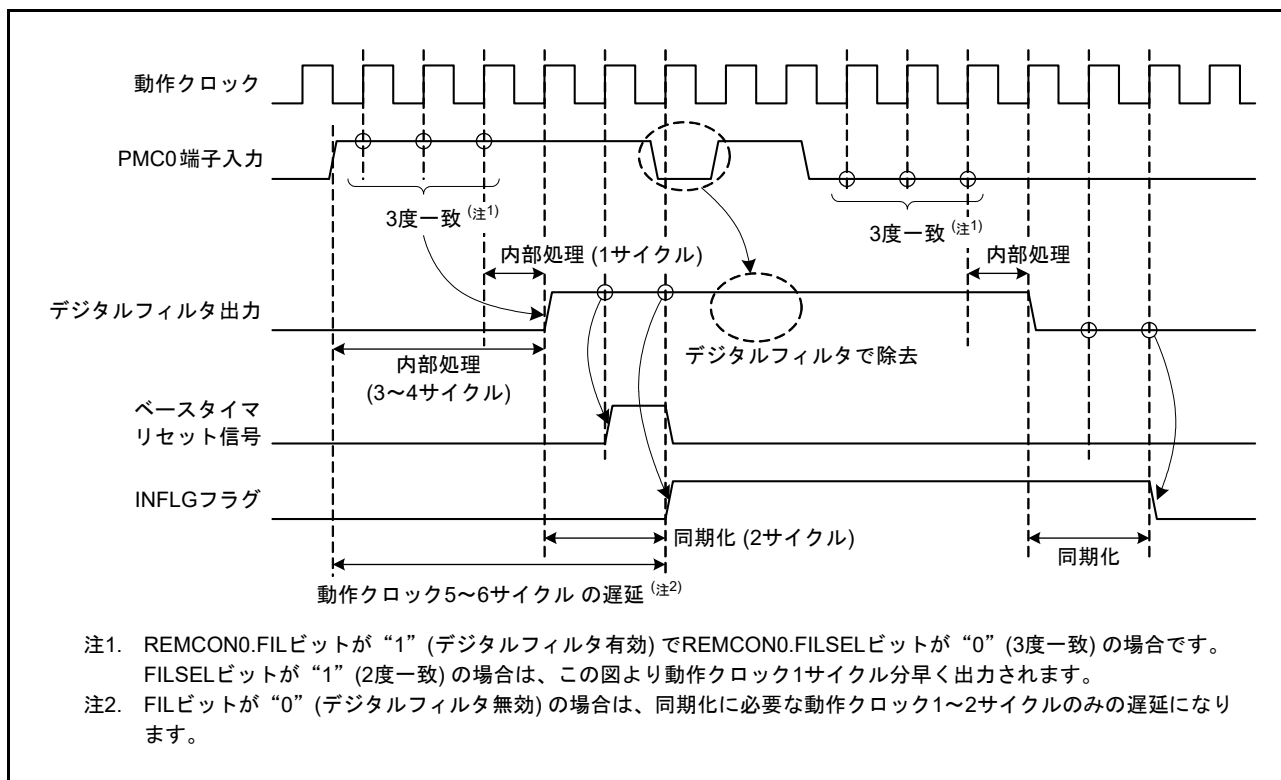 動作クロック
PMC0端子入力
3度一致 (注1)
3度一致 (注1)
内部処理 (1サイクル)
内部処理
デジタルフィルタ出力
デジタルフィルタで除去
内部処理
(3～4サイクル)
ベースタイマ
リセット信号
INFLGフラグ
同期化 (2サイクル)
同期化
動作クロック5～6サイクル の遅延 (注2)
注1. REMCON0.FILビットが“1” (デジタルフィルタ有効) でREMCON0.FILSELビットが“0” (3度一致) の場合です。
FILSELビットが“1” (2度一致) の場合は、この図より動作クロック1サイクル分早く出力されます。
注2. FILビットが“0” (デジタルフィルタ無効) の場合は、同期化に必要な動作クロック1～2サイクルのみの遅延になり
ます。